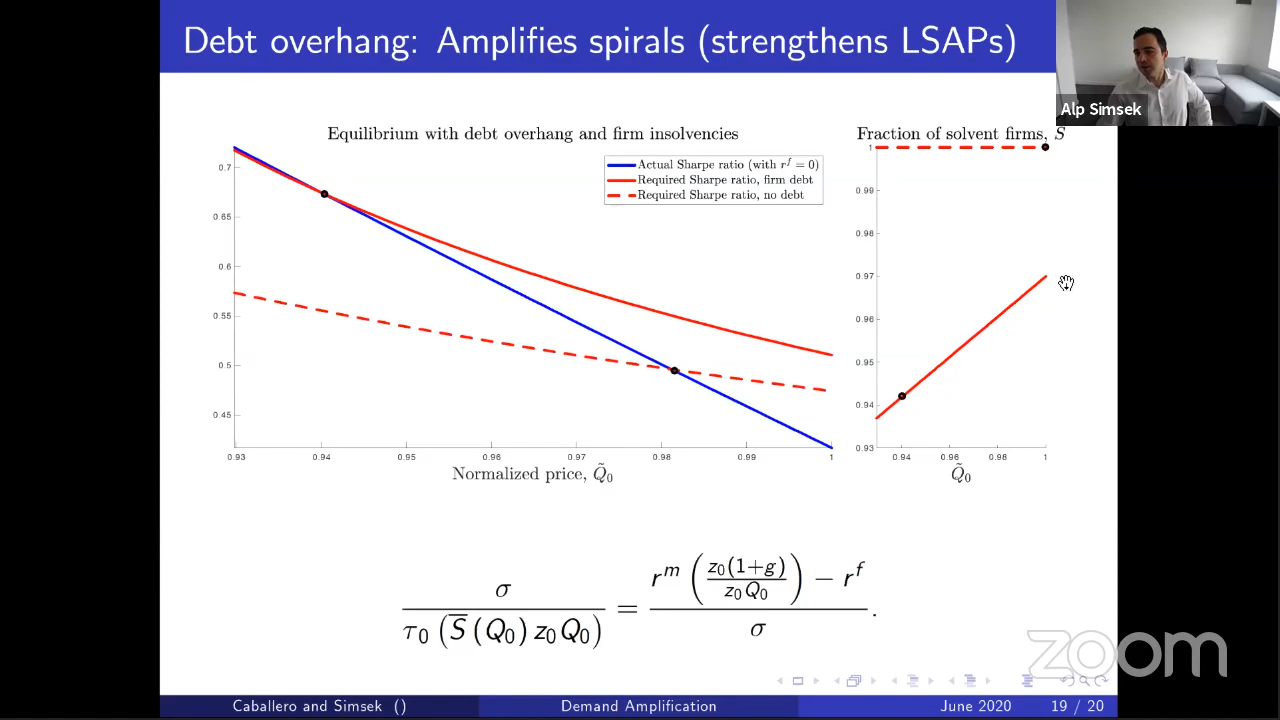 Debt overhang: Amplifies spirals (strengthens LSAPs)
Alp Simsek
Equilibrium with debt overhang and firm insolvencies
Actual Sharpe ratio (with r^f = 0)
Required Sharpe ratio, firm debt
Required Sharpe ratio, no debt
0.7
0.65
0.6
0.55
0.5
0.45
0.93 0.94 0.95 0.96 0.97 0.98 0.99 1
Normalized price, Q̃₀
Fraction of solvent firms, S
1
0.99
0.98
0.97
0.96
0.95
0.94
0.93
0.94 0.96 0.98 1
Q̃₀
σ / τ₀ (S̅ (Q₀) z₀Q₀) = (r^m (z₀(1+g) / z₀Q₀) − r^f) / σ .
zoom
Caballero and Simsek () Demand Amplification June 2020 19 / 20